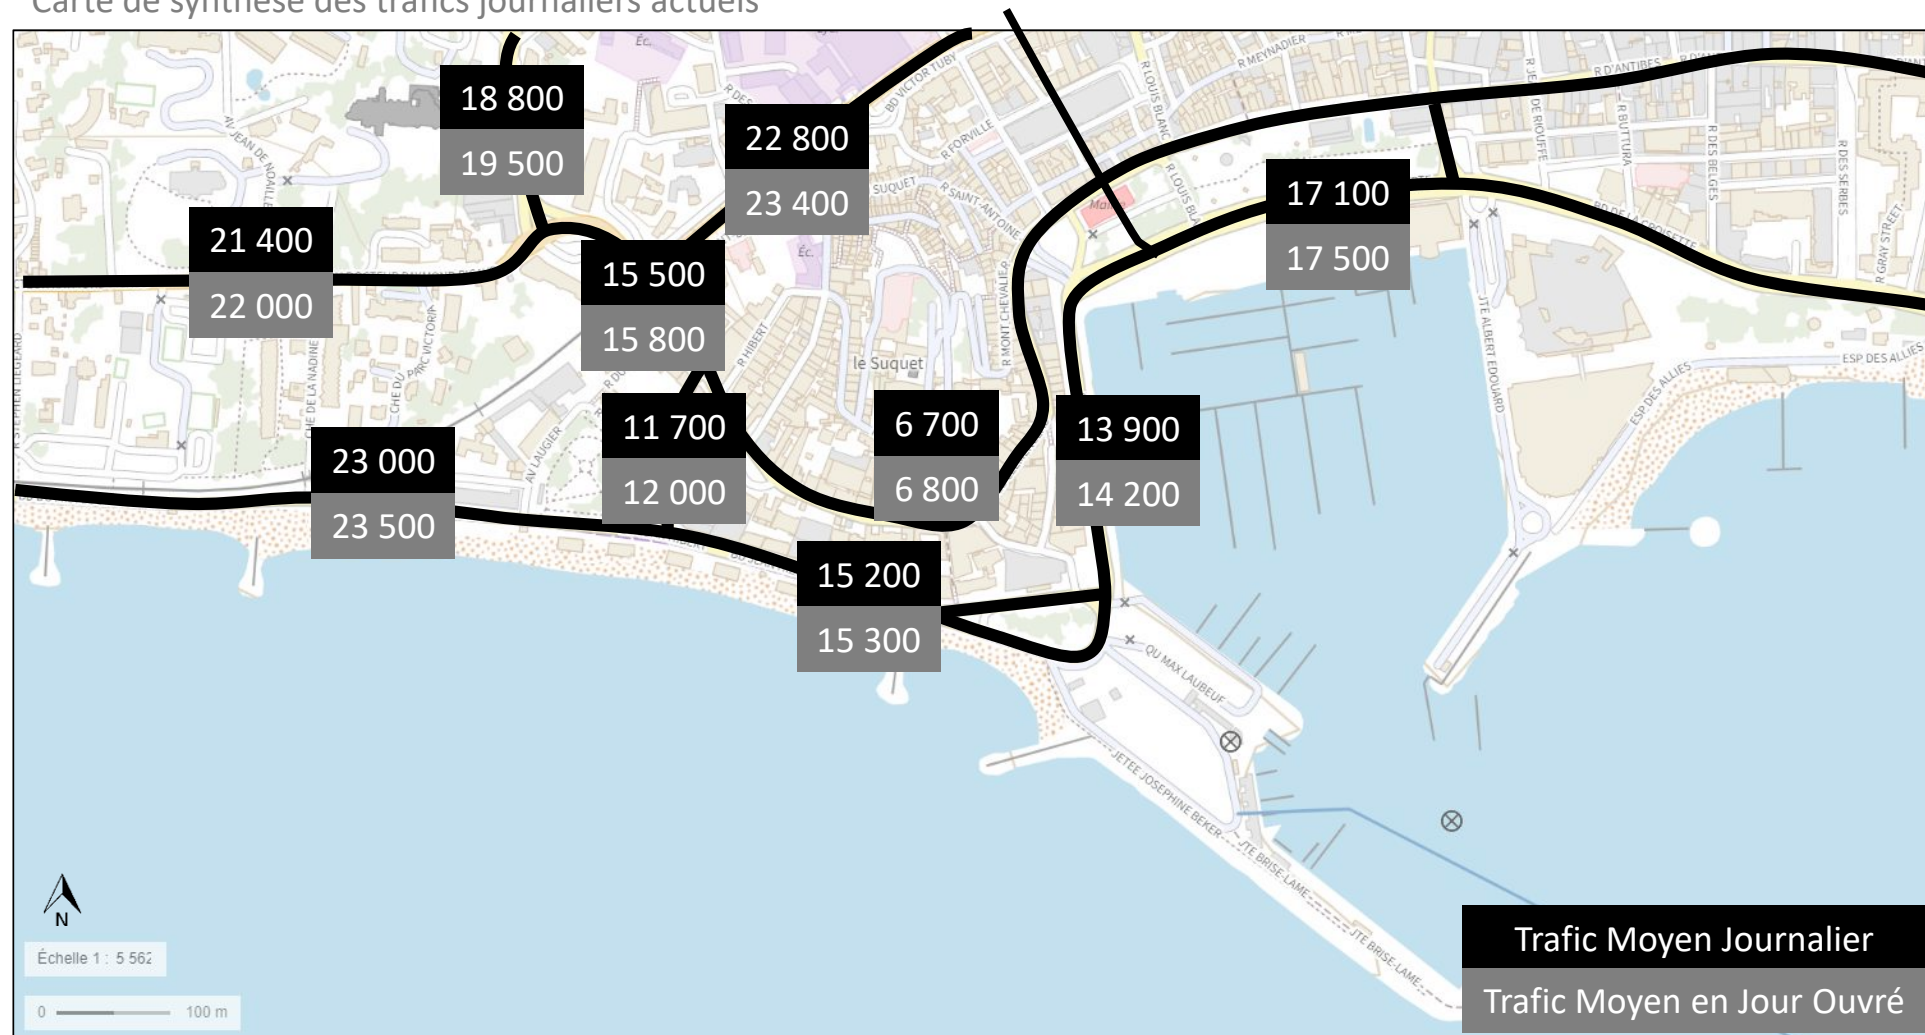 Carte de synthèse des trafics journaliers actuels
Éc.
BD VICTOR TUBY
R LOUIS BLANC
R MEYNADIER
R D'ANTIBES
18 800
19 500
22 800
23 400
R FORVILLE
SUQUET
R SAINT-ANTOINE
R BUTTURA
R DES BELGES
R DES SERBES
AV JEAN DE NOAILLE
17 100
17 500
BD DE LA CROISETTE
R GRAY STREET
21 400
22 000
15 500
15 800
Éc.
R MONT CHEVALIER
JTE ALBERT EDOUARD
ESP DES ALLIES
ESP DES ALLIES
R STEPHEN LIEGEARD
CHE DE LA NADINE
CHE DU PARC VICTORIA
R HIBERT
le Suquet
11 700
12 000
6 700
6 800
13 900
14 200
23 000
23 500
AV LAUGIER
15 200
15 300
QU MAX LAUBEUF
JETEE JOSEPHINE BEKER
JTE BRISE-LAME
JTE BRISE-LAME
N
Échelle 1 : 5 562
0 100 m
Trafic Moyen Journalier
Trafic Moyen en Jour Ouvré